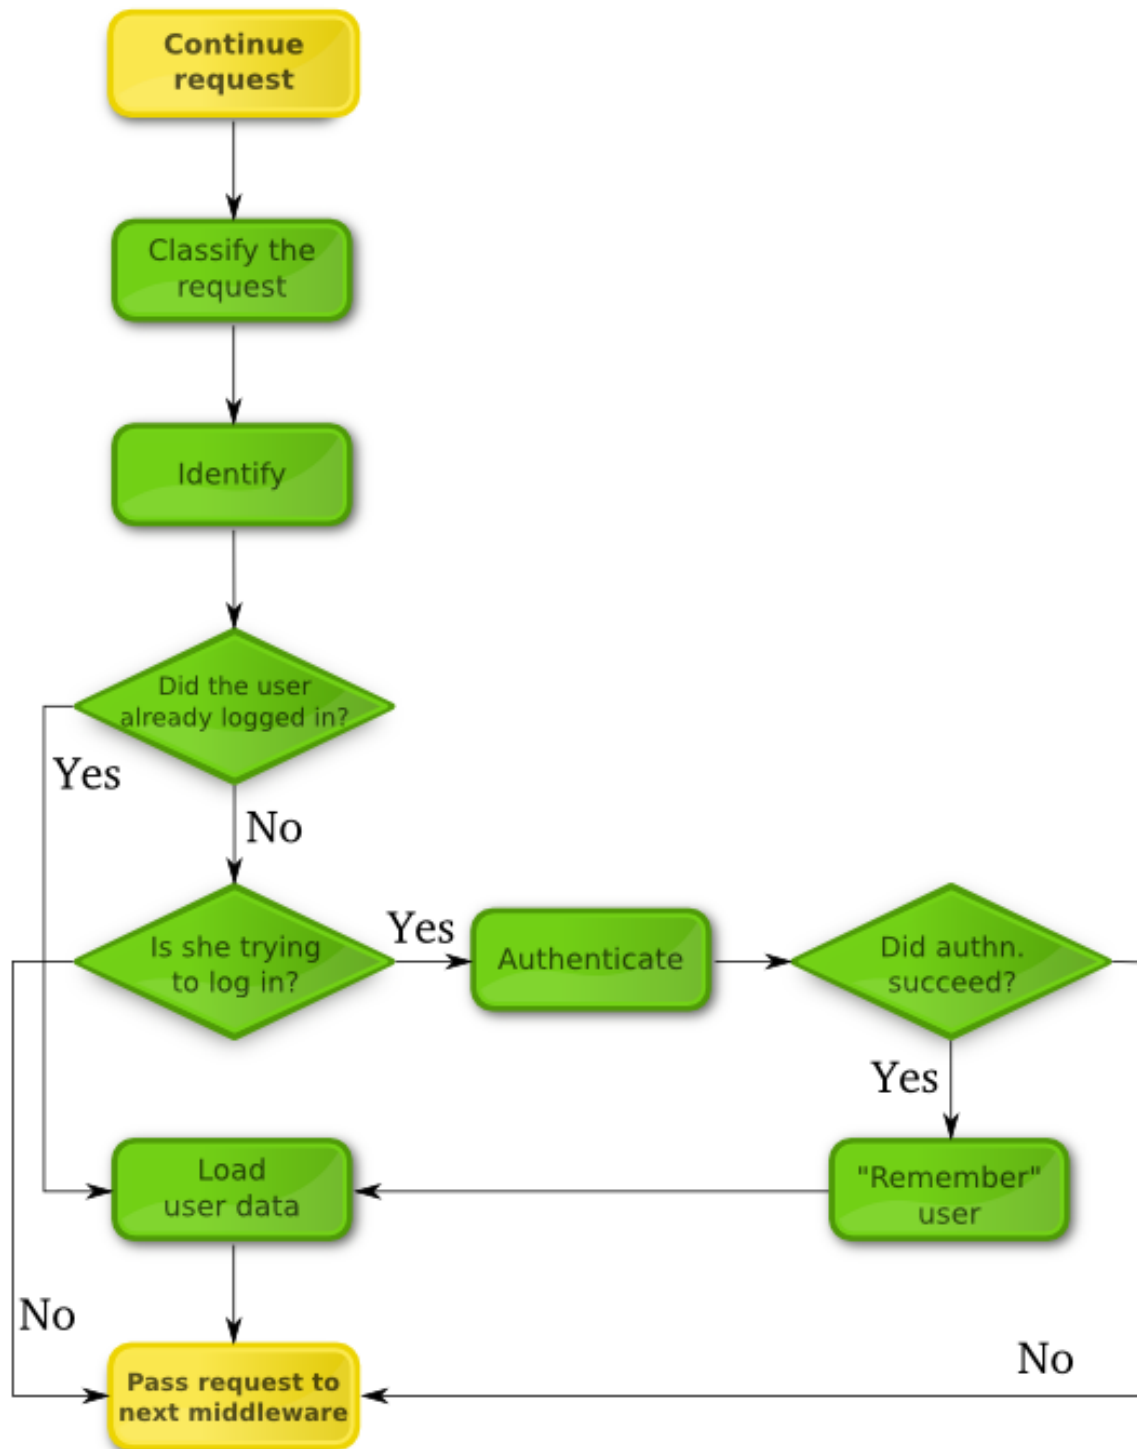 Continue
request
Classify the
request
Identify
Did the user
already logged in?
Yes
No
Is she trying
to log in?
Yes
Authenticate
Did authn.
succeed?
Yes
Load
user data
"Remember"
user
No
No
Pass request to
next middleware